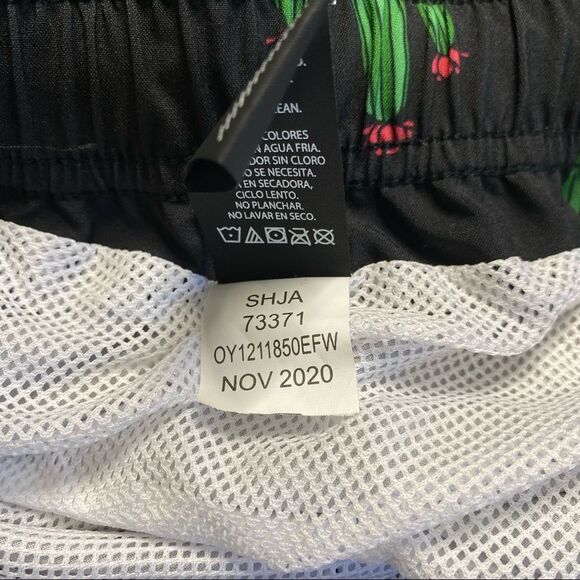 O.
EAN.
COLORES
N AGUA FRIA.
DOR SIN CLORO
O SE NECESITA.
EN SECADORA,
CICLO LENTO.
NO PLANCHAR.
NO LAVAR EN SECO.
SHJA
73371
OY1211850EFW
NOV 2020